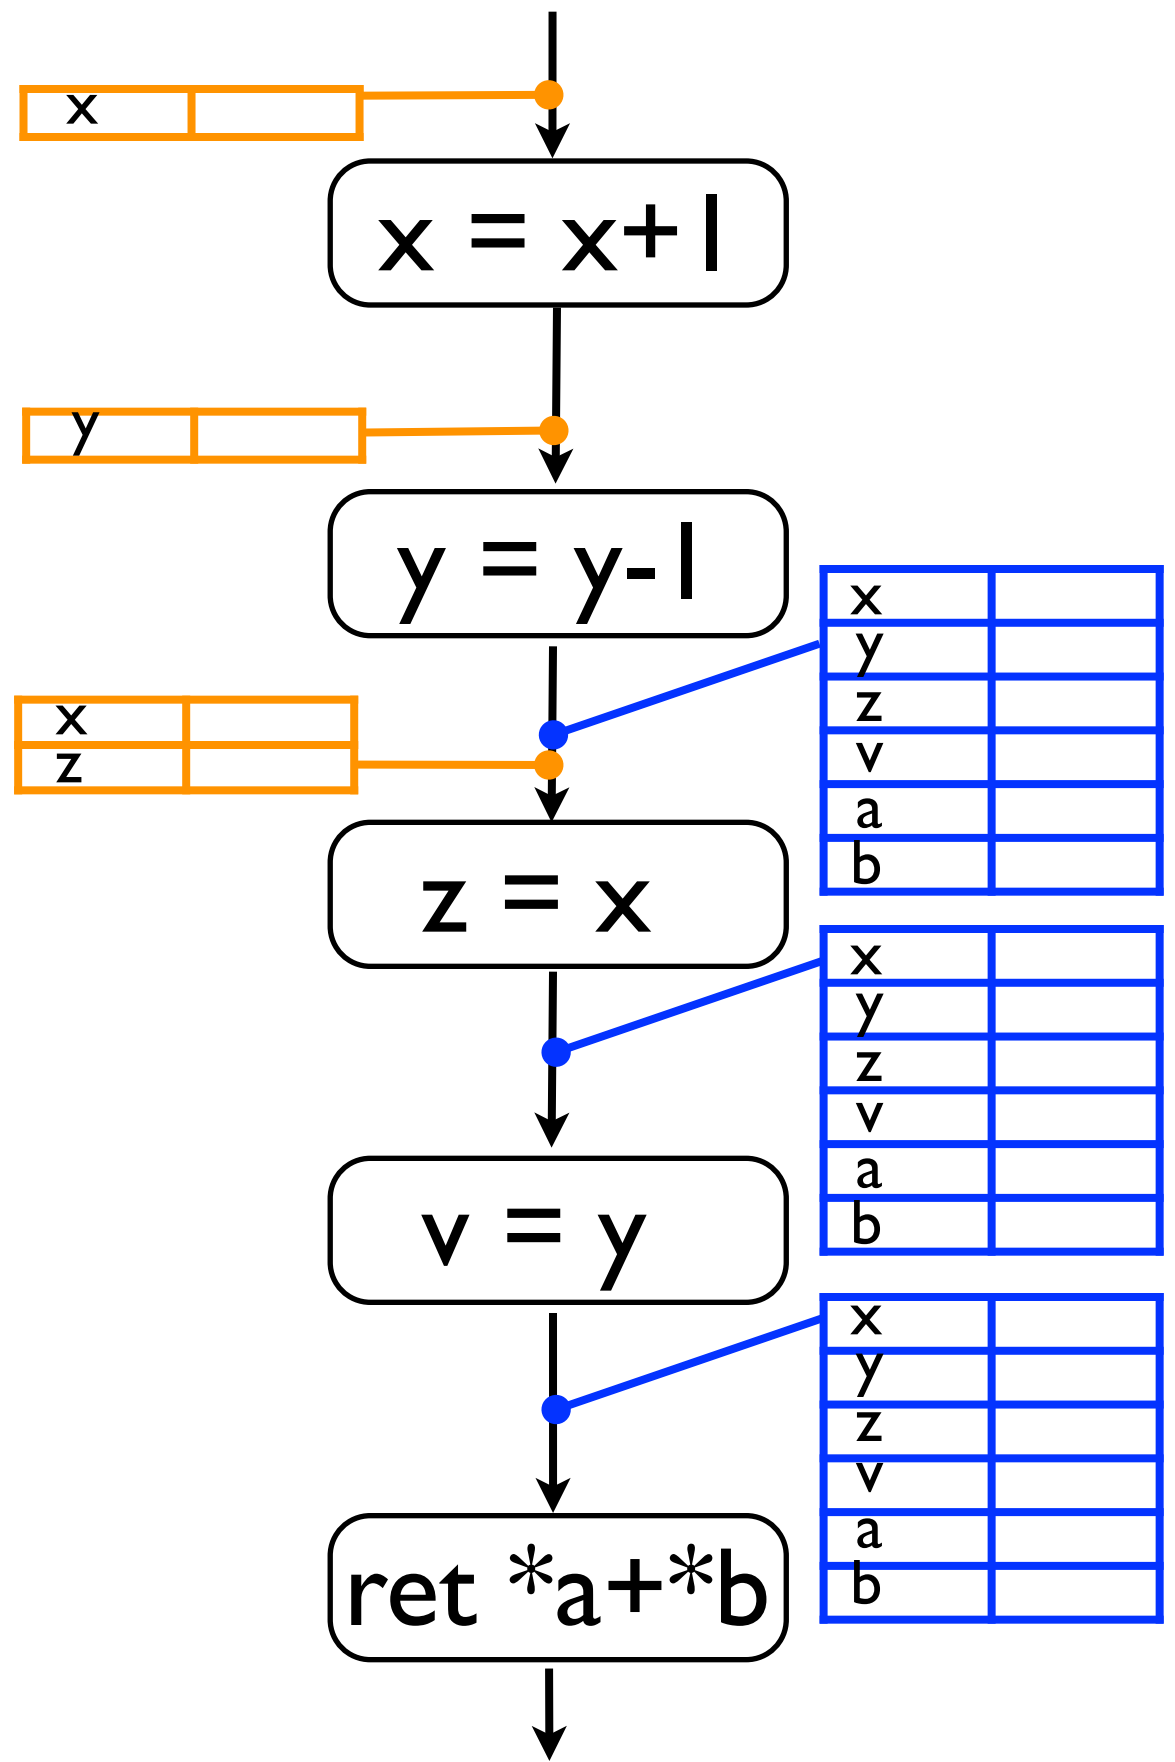 x
x = x+1
y
y = y-1
x
z
x
y
z
v
a
b
z = x
x
y
z
v
a
b
v = y
x
y
z
v
a
b
ret *a+*b